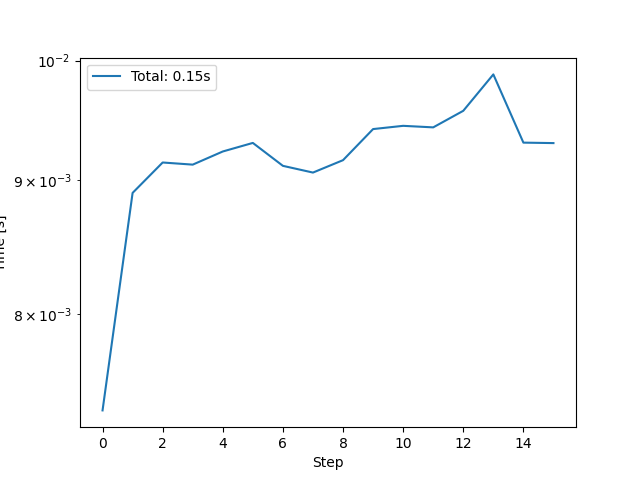 10⁻²
Total: 0.15s
9 × 10⁻³
Time [s]
8 × 10⁻³
0 2 4 6 8 10 12 14
Step